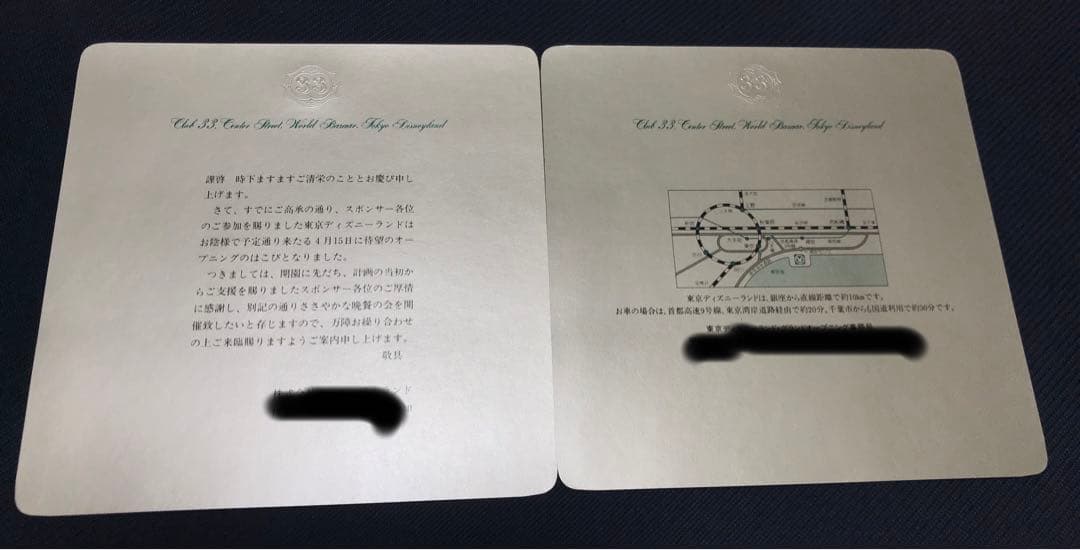 33
Club 33, Center Street, World Bazaar, Tokyo Disneyland
謹啓　時下ますますご清栄のこととお慶び申し
上げます。
さて、すでにご高承の通り、スポンサー各位
のご参加を賜りました東京ディズニーランドは
お陰様で予定通り来たる4月15日に待望のオー
プニングのはこびとなりました。
つきましては、開園に先だち、計画の当初か
らご支援を賜りましたスポンサー各位のご厚情
に感謝し、別記の通りささやかな晩餐の会を開
催致したいと存じますので、万障お繰り合わせ
の上ご来臨賜りますようご案内申し上げます。
敬具
ランド
33
Club 33, Center Street, World Bazaar, Tokyo Disneyland
上野
秋葉原
東京ディズニーランドは、銀座から直線距離で約10kmです。
お車の場合は、首都高速9号線、東京湾岸道路経由で約20分、千葉市からも国道利用で約30分です。
東京デ